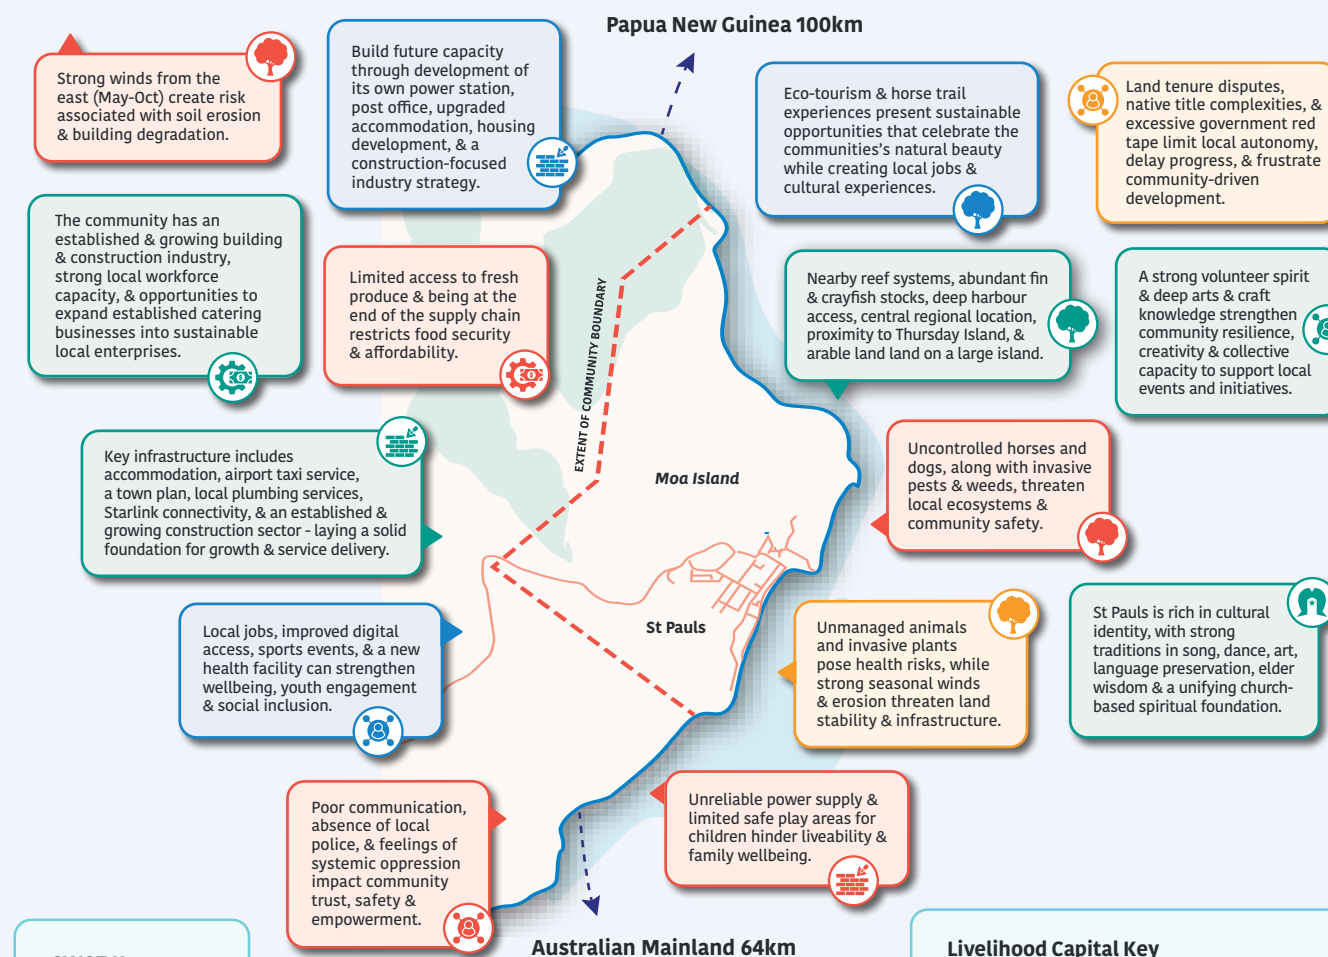 Papua New Guinea 100km
Strong winds from the
east (May-Oct) create risk
associated with soil erosion
& building degradation.
Build future capacity
through development of
its own power station,
post office, upgraded
accommodation, housing
development, & a
construction-focused
industry strategy.
Eco-tourism & horse trail
experiences present sustainable
opportunities that celebrate the
communities's natural beauty
while creating local jobs &
cultural experiences.
Land tenure disputes,
native title complexities, &
excessive government red
tape limit local autonomy,
delay progress, & frustrate
community-driven
development.
The community has an
established & growing building
& construction industry,
strong local workforce
capacity, & opportunities to
expand established catering
businesses into sustainable
local enterprises.
Limited access to fresh
produce & being at the
end of the supply chain
restricts food security
& affordability.
EXTENT OF COMMUNITY BOUNDARY
Nearby reef systems, abundant fin
& crayfish stocks, deep harbour
access, central regional location,
proximity to Thursday Island, &
arable land land on a large island.
A strong volunteer spirit
& deep arts & craft
knowledge strengthen
community resilience,
creativity & collective
capacity to support local
events and initiatives.
Key infrastructure includes
accommodation, airport taxi service,
a town plan, local plumbing services,
Starlink connectivity, & an established &
growing construction sector - laying a solid
foundation for growth & service delivery.
Moa Island
Uncontrolled horses and
dogs, along with invasive
pests & weeds, threaten
local ecosystems &
community safety.
Local jobs, improved digital
access, sports events, & a new
health facility can strengthen
wellbeing, youth engagement
& social inclusion.
St Pauls
Unmanaged animals
and invasive plants
pose health risks, while
strong seasonal winds
& erosion threaten land
stability & infrastructure.
St Pauls is rich in cultural
identity, with strong
traditions in song, dance, art,
language preservation, elder
wisdom & a unifying church-
based spiritual foundation.
Poor communication,
absence of local
police, & feelings of
systemic oppression
impact community
trust, safety &
empowerment.
Unreliable power supply &
limited safe play areas for
children hinder liveability &
family wellbeing.
Australian Mainland 64km
Livelihood Capital Key